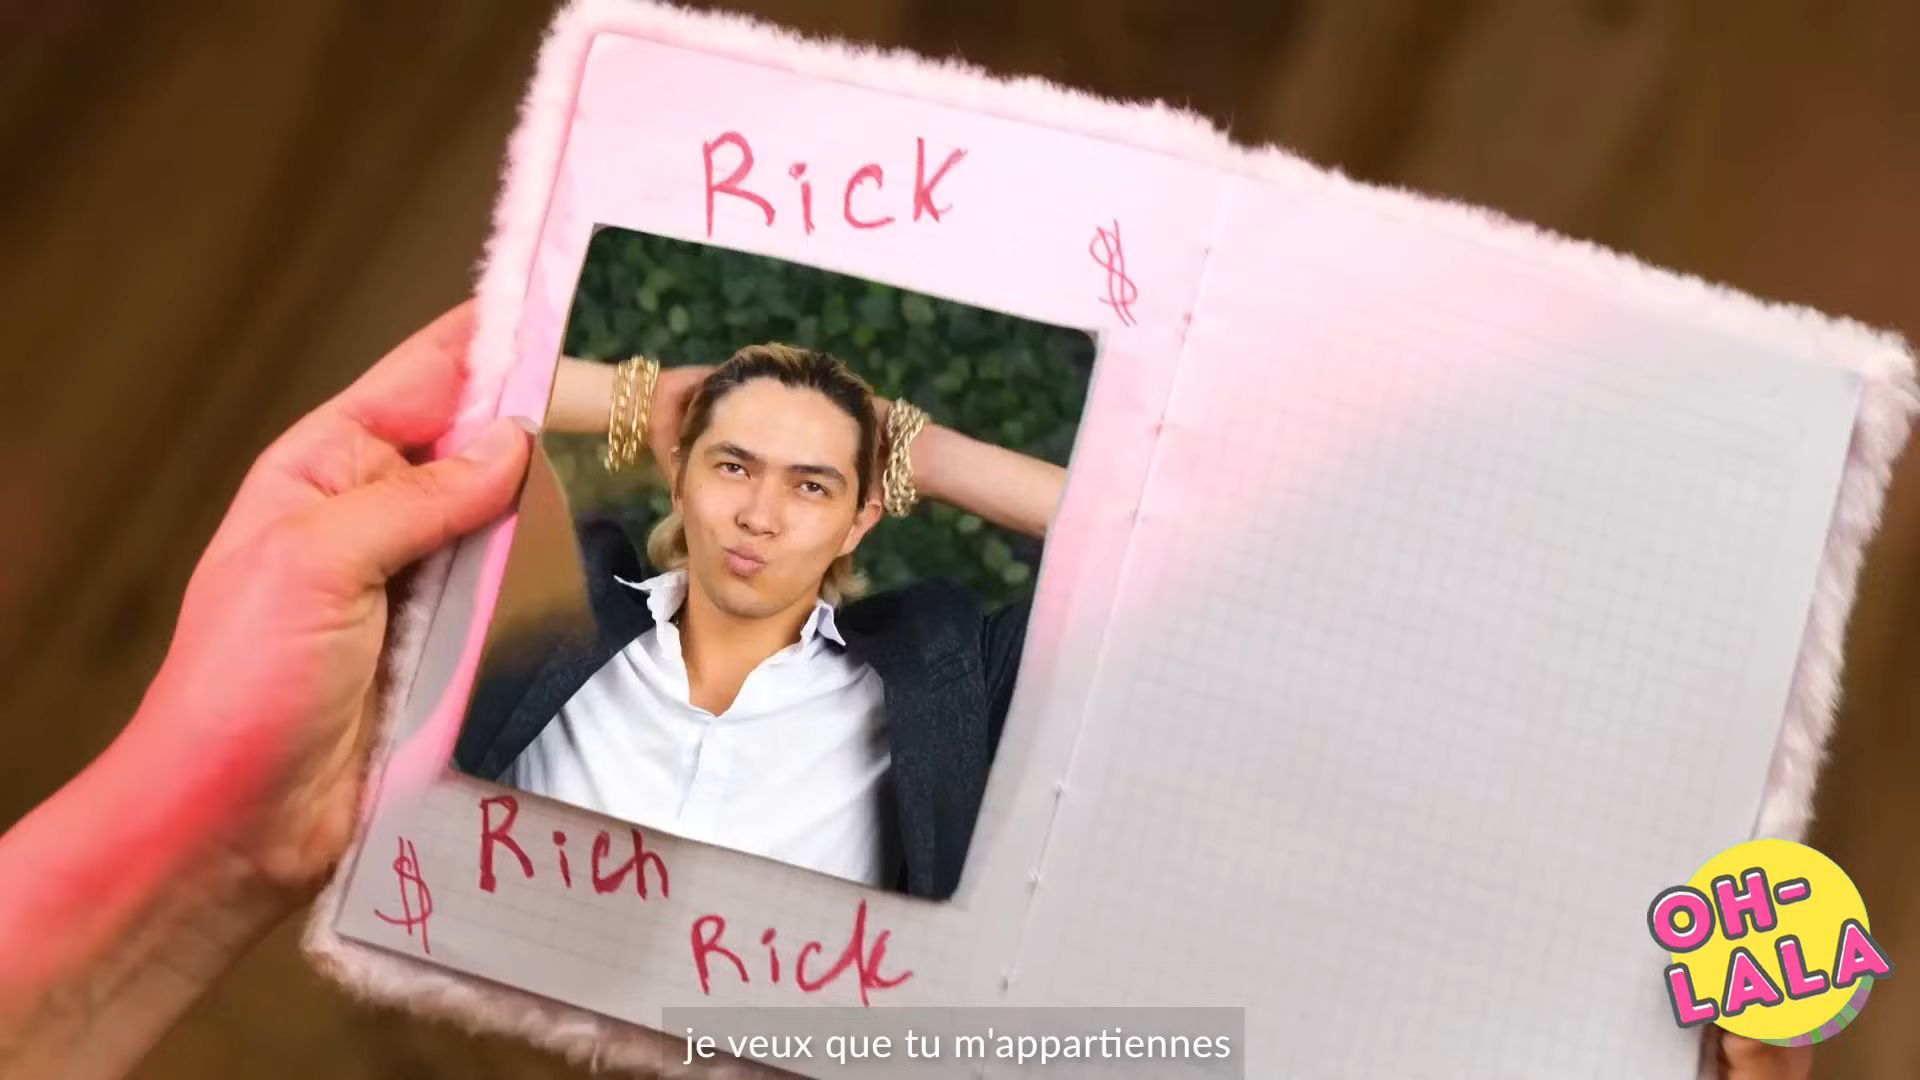 Rick
$
$
Rich
Rick
je veux que tu m'appartiennes
OH-
LALA